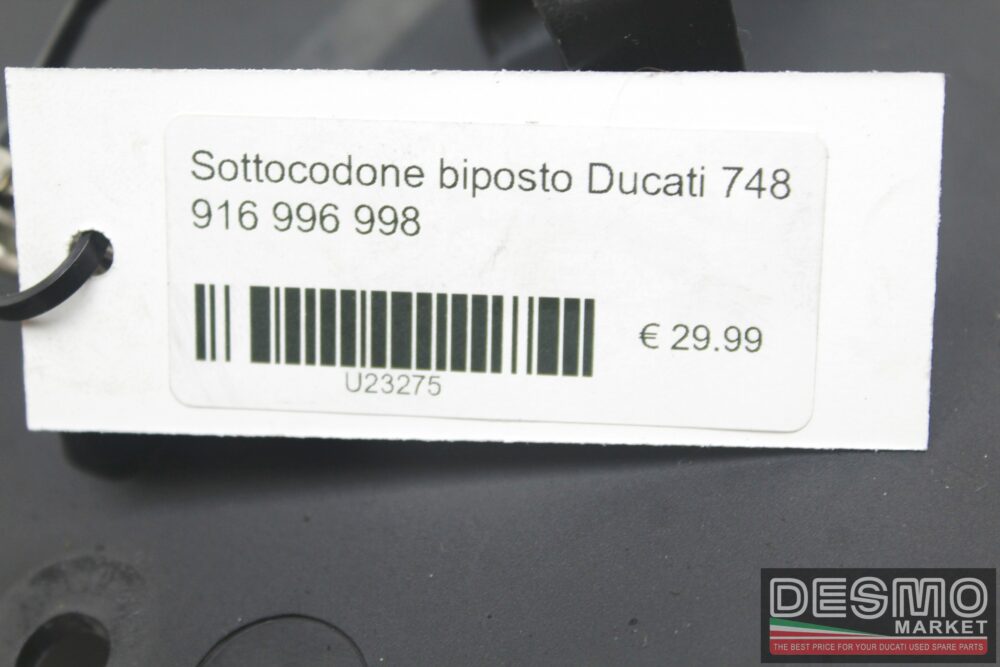 Sottocodone biposto Ducati 748
916 996 998
€ 29.99
U23275
DESMO
MARKET
THE BEST PRICE FOR YOUR DUCATI USED SPARE PARTS